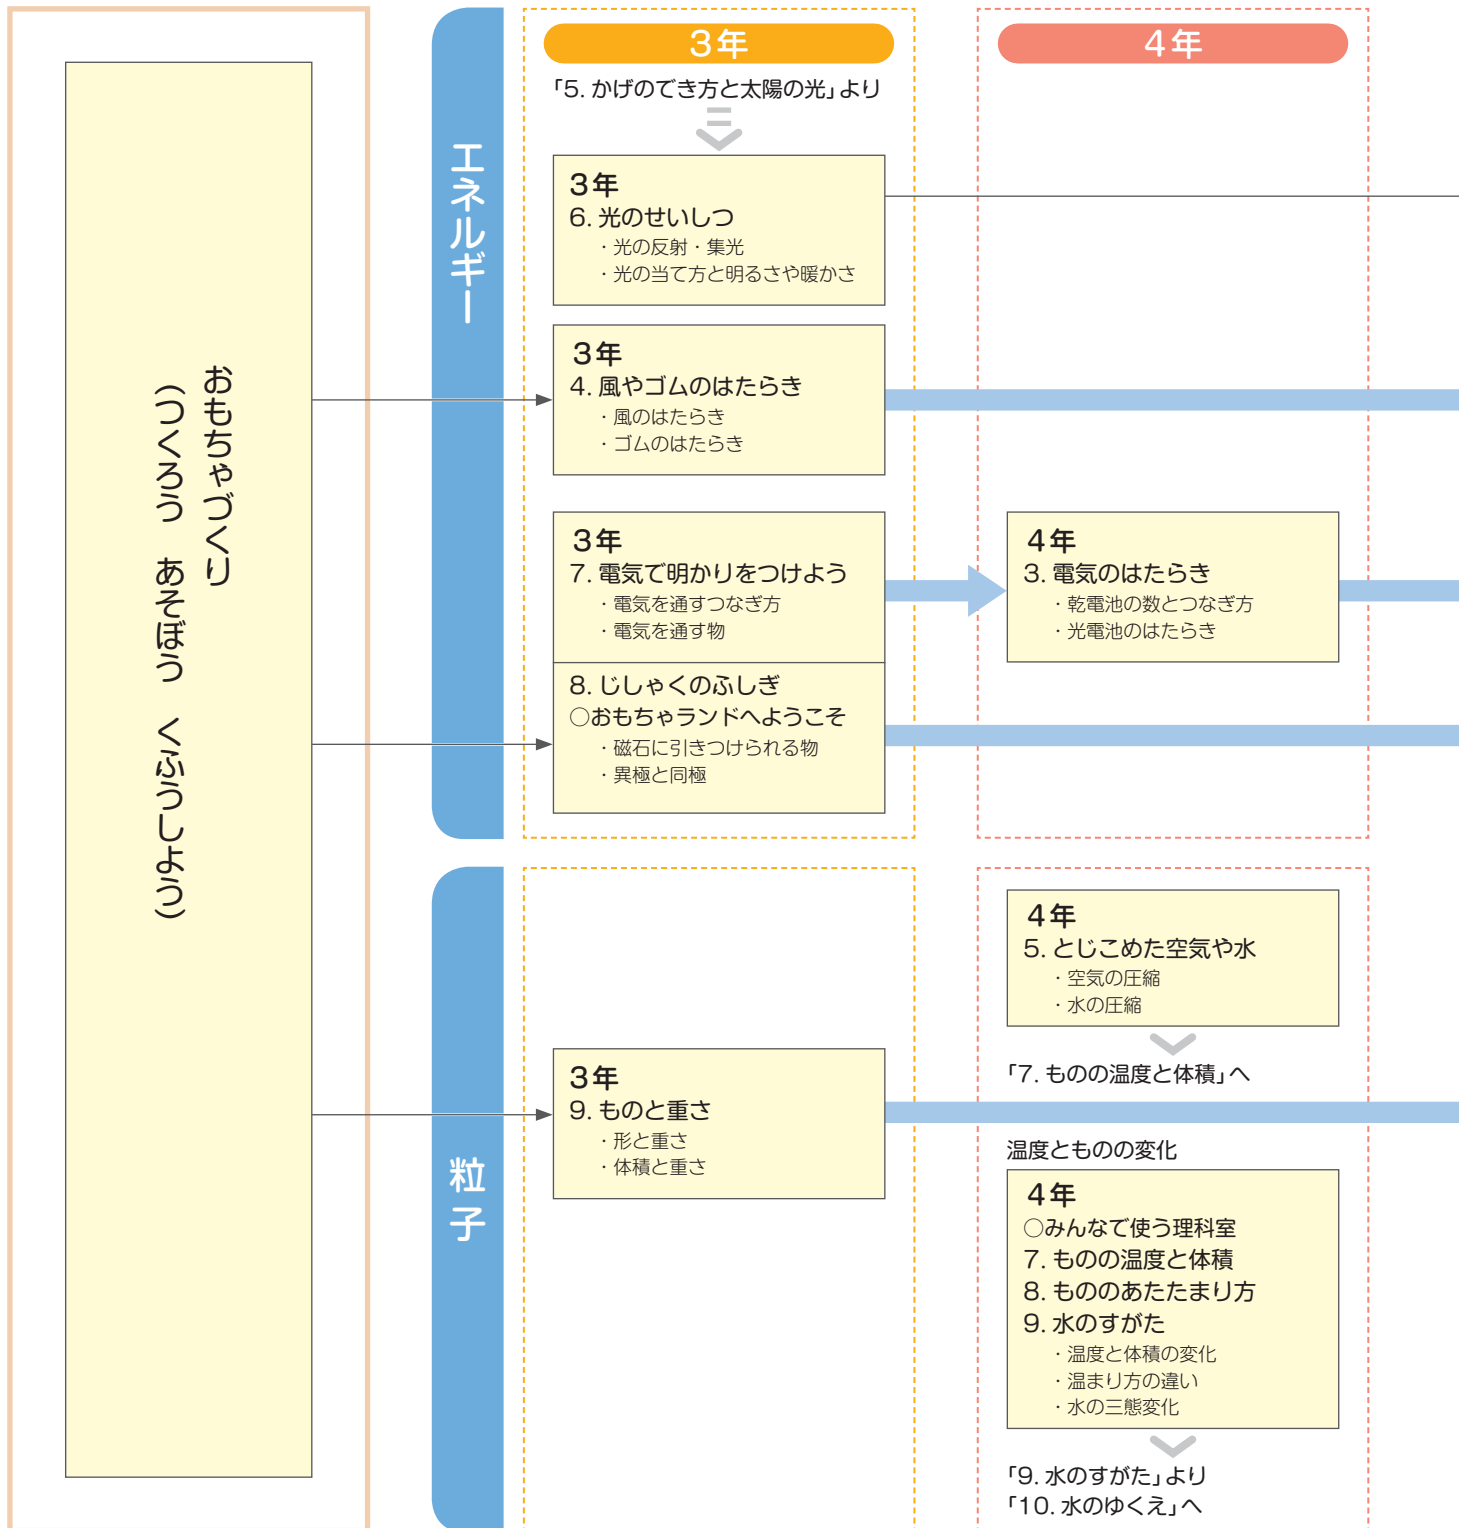 おもちゃづくり
（つくろう　あそぼう　くふうしよう）
エネルギー
3年
「5. かげのでき方と太陽の光」より
3年
6. 光のせいしつ
・光の反射・集光
・光の当て方と明るさや暖かさ
3年
4. 風やゴムのはたらき
・風のはたらき
・ゴムのはたらき
3年
7. 電気で明かりをつけよう
・電気を通すつなぎ方
・電気を通す物
8. じしゃくのふしぎ
○おもちゃランドへようこそ
・磁石に引きつけられる物
・異極と同極
4年
4年
3. 電気のはたらき
・乾電池の数とつなぎ方
・光電池のはたらき
粒子
3年
9. ものと重さ
・形と重さ
・体積と重さ
4年
5. とじこめた空気や水
・空気の圧縮
・水の圧縮
「7. ものの温度と体積」へ
温度とものの変化
4年
○みんなで使う理科室
7. ものの温度と体積
8. もののあたたまり方
9. 水のすがた
・温度と体積の変化
・温まり方の違い
・水の三態変化
「9. 水のすがた」より
「10. 水のゆくえ」へ